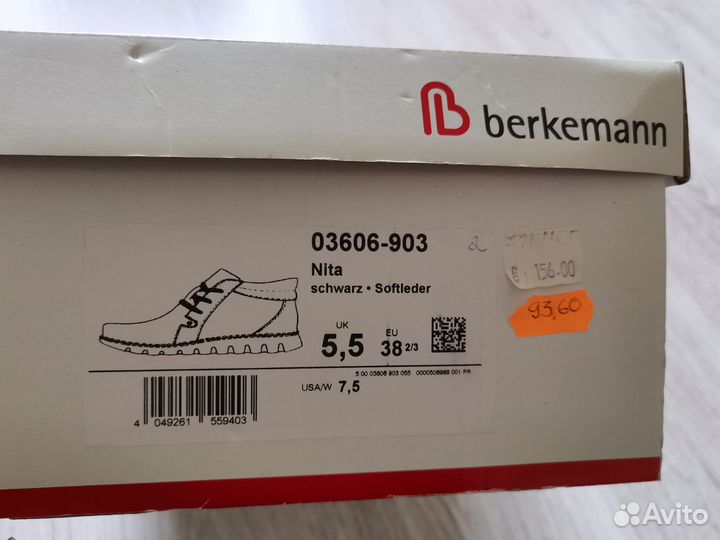 berkemann
03606-903
2
Nita
schwarz • Softleder
€ 156.00
93,60
UK EU
5,5 38 2/3
USA/W 7,5
5 00 03606 903 055 0000306968 001 PR
4 049261 559403
Avito